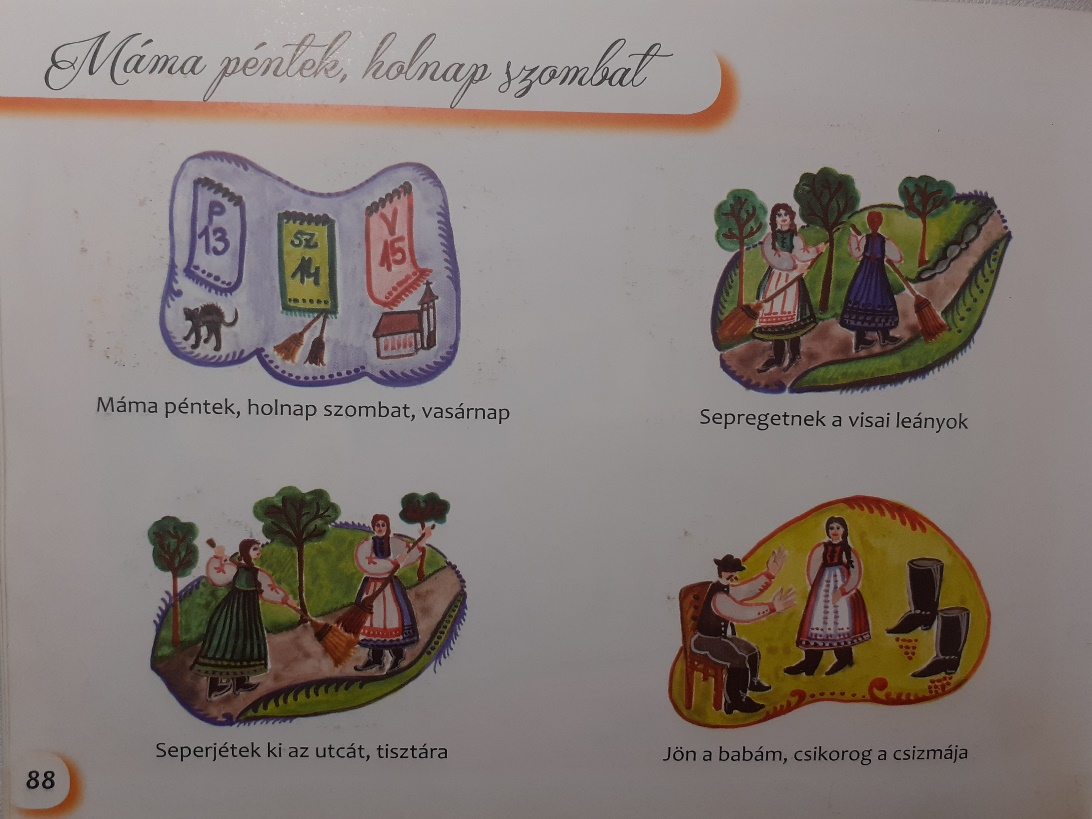 Máma péntek, holnap szombat
P
13
SZ
14
V
15
Máma péntek, holnap szombat, vasárnap
Sepregetnek a visai leányok
Seperjétek ki az utcát, tisztára
Jön a babám, csikorog a csizmája
88